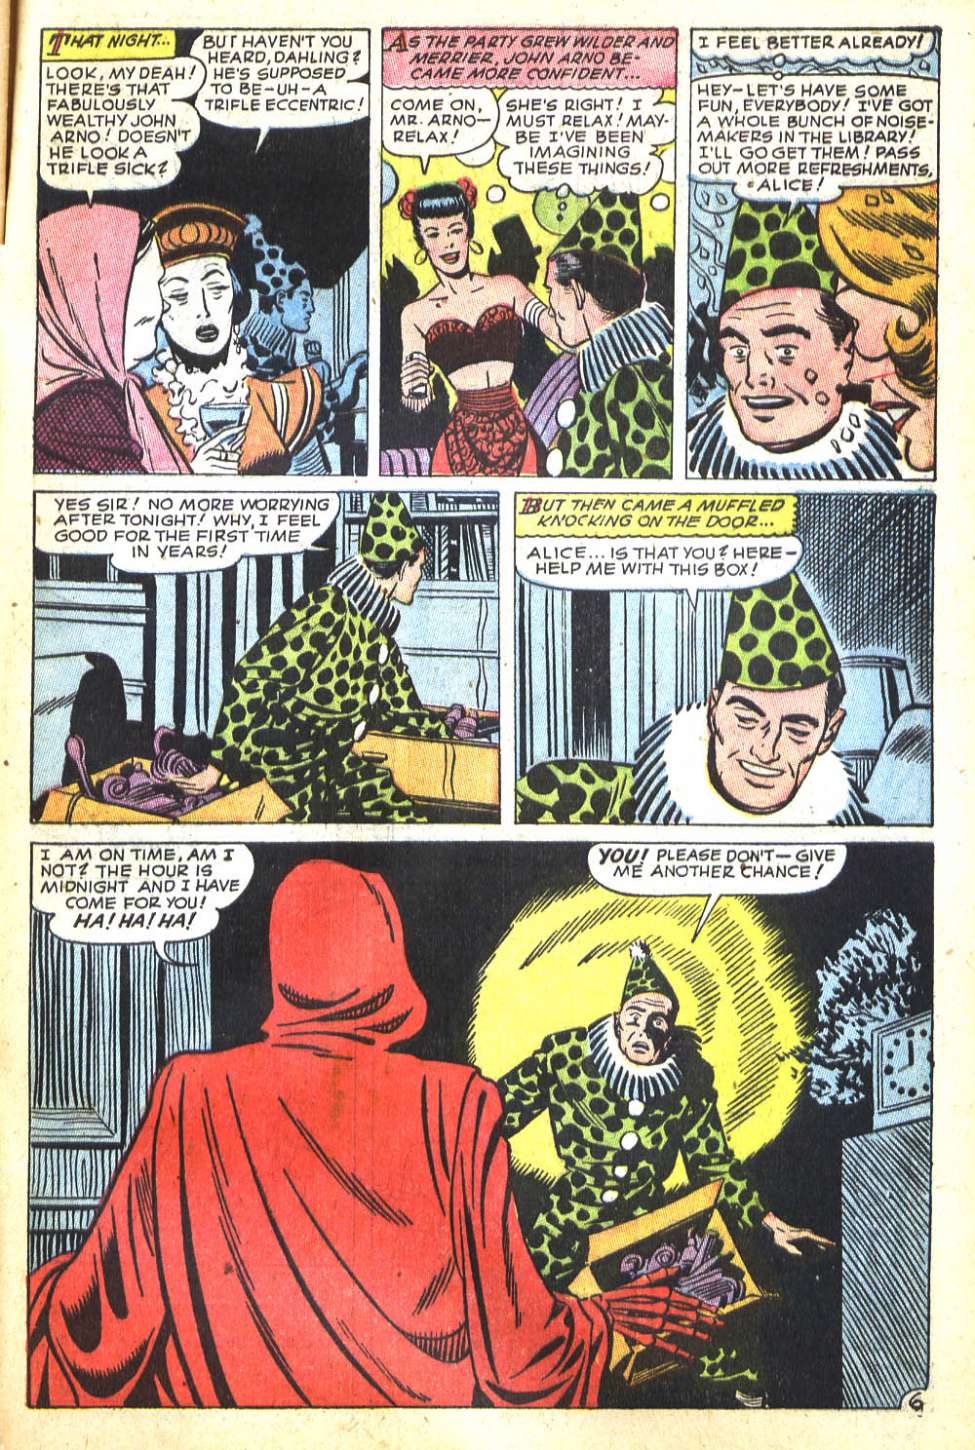 THAT NIGHT...
LOOK, MY DEAH!
THERE'S THAT
FABULOUSLY
WEALTHY JOHN
ARNO! DOESN'T
HE LOOK A
TRIFLE SICK?
BUT HAVEN'T YOU
HEARD, DAHLING?
HE'S SUPPOSED
TO BE-UH-A
TRIFLE ECCENTRIC!
AS THE PARTY GREW WILDER AND
MERRIER, JOHN ARNO BE-
CAME MORE CONFIDENT...
COME ON,
MR. ARNO—
RELAX!
SHE'S RIGHT! I
MUST RELAX! MAY-
BE I'VE BEEN
IMAGINING
THESE THINGS!
I FEEL BETTER ALREADY!
HEY-LET'S HAVE SOME
FUN, EVERYBODY! I'VE GOT
A WHOLE BUNCH OF NOISE-
MAKERS IN THE LIBRARY!
I'LL GO GET THEM! PASS
OUT MORE REFRESHMENTS,
ALICE!
YES SIR! NO MORE WORRYING
AFTER TONIGHT! WHY, I FEEL
GOOD FOR THE FIRST TIME
IN YEARS!
BUT THEN CAME A MUFFLED
KNOCKING ON THE DOOR...
ALICE... IS THAT YOU? HERE-
HELP ME WITH THIS BOX!
I AM ON TIME, AM I
NOT? THE HOUR IS
MIDNIGHT AND I HAVE
COME FOR YOU!
HA! HA! HA!
YOU! PLEASE DON'T- GIVE
ME ANOTHER CHANCE!
6